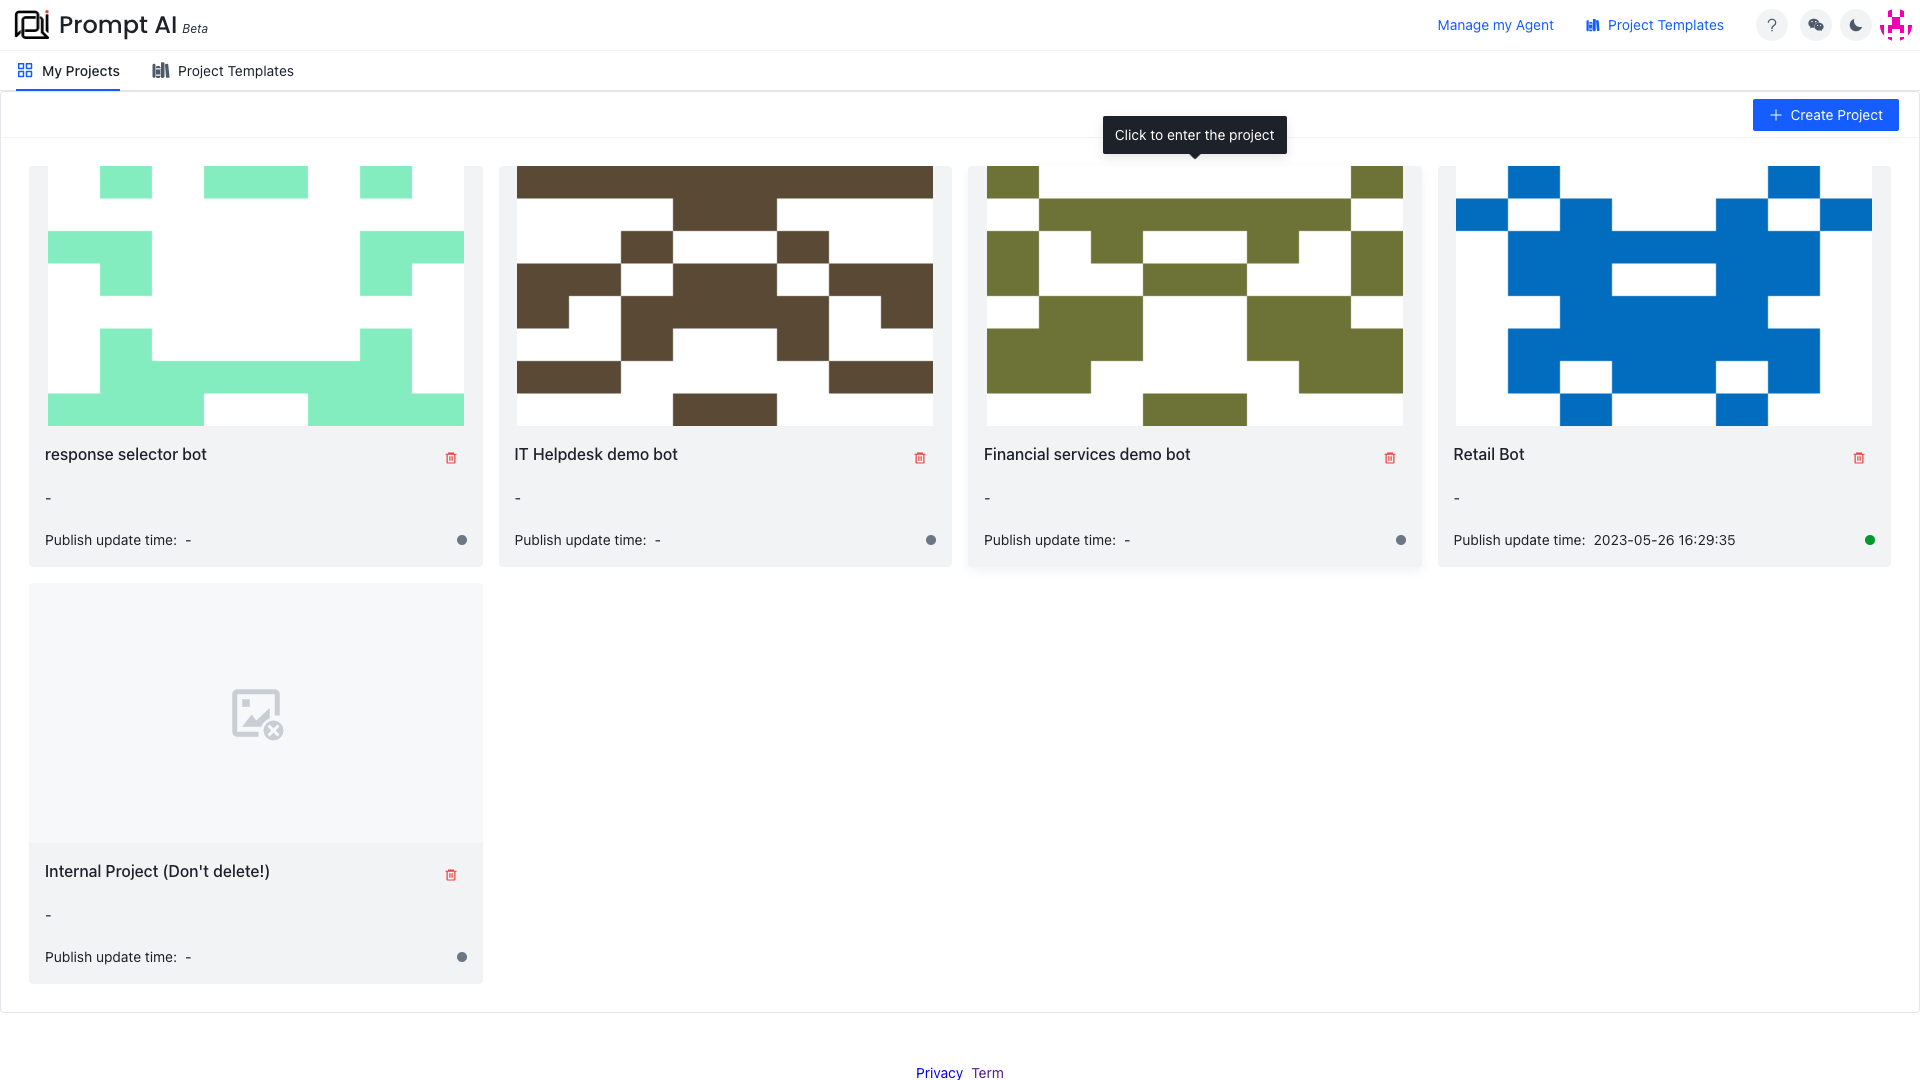 Prompt AI Beta
Manage my Agent
Project Templates
?
My Projects
Project Templates
Create Project
Click to enter the project
response selector bot
-
Publish update time: -
IT Helpdesk demo bot
-
Publish update time: -
Financial services demo bot
-
Publish update time: -
Retail Bot
-
Publish update time: 2023-05-26 16:29:35
Internal Project (Don't delete!)
-
Publish update time: -
Privacy Term